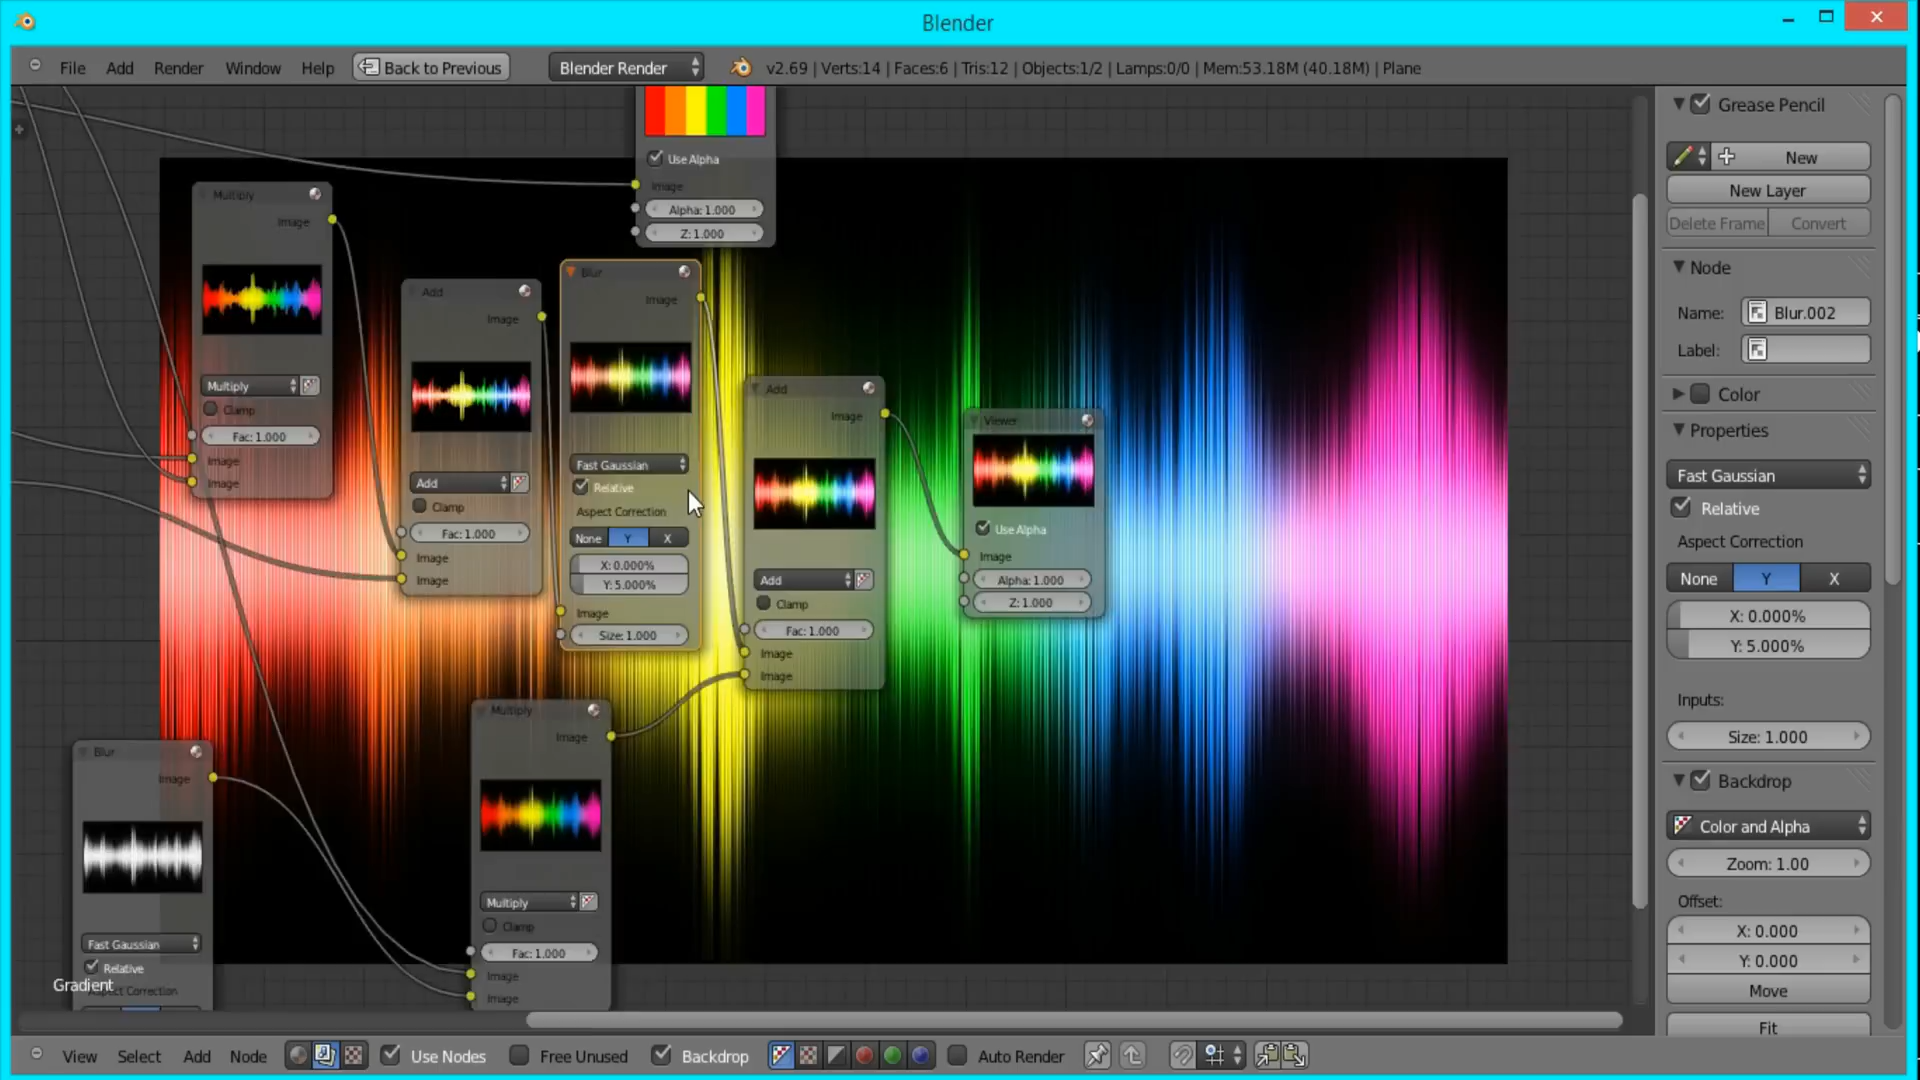 Blender
File Add Render Window Help Back to Previous Blender Render v2.69 | Verts:14 | Faces:6 | Tris:12 | Objects:1/2 | Lamps:0/0 | Mem:53.18M (40.18M) | Plane
Use Alpha
Image
Alpha: 1.000
Z: 1.000
Multiply
Image
Multiply
Clamp
Fac: 1.000
Image
Image
Add
Image
Add
Clamp
Fac: 1.000
Image
Image
Blur
Image
Fast Gaussian
Relative
Aspect Correction
None Y X
X: 0.000%
Y: 5.000%
Image
Size: 1.000
Add
Image
Add
Clamp
Fac: 1.000
Image
Image
Viewer
Use Alpha
Image
Alpha: 1.000
Z: 1.000
Multiply
Image
Multiply
Clamp
Fac: 1.000
Image
Image
Blur
Image
Fast Gaussian
Relative
Aspect Correction
Gradient
Grease Pencil
New
New Layer
Delete Frame Convert
Node
Name: Blur.002
Label:
Color
Properties
Fast Gaussian
Relative
Aspect Correction
None Y X
X: 0.000%
Y: 5.000%
Inputs:
Size: 1.000
Backdrop
Color and Alpha
Zoom: 1.00
Offset:
X: 0.000
Y: 0.000
Move
Fit
View Select Add Node Use Nodes Free Unused Backdrop Auto Render